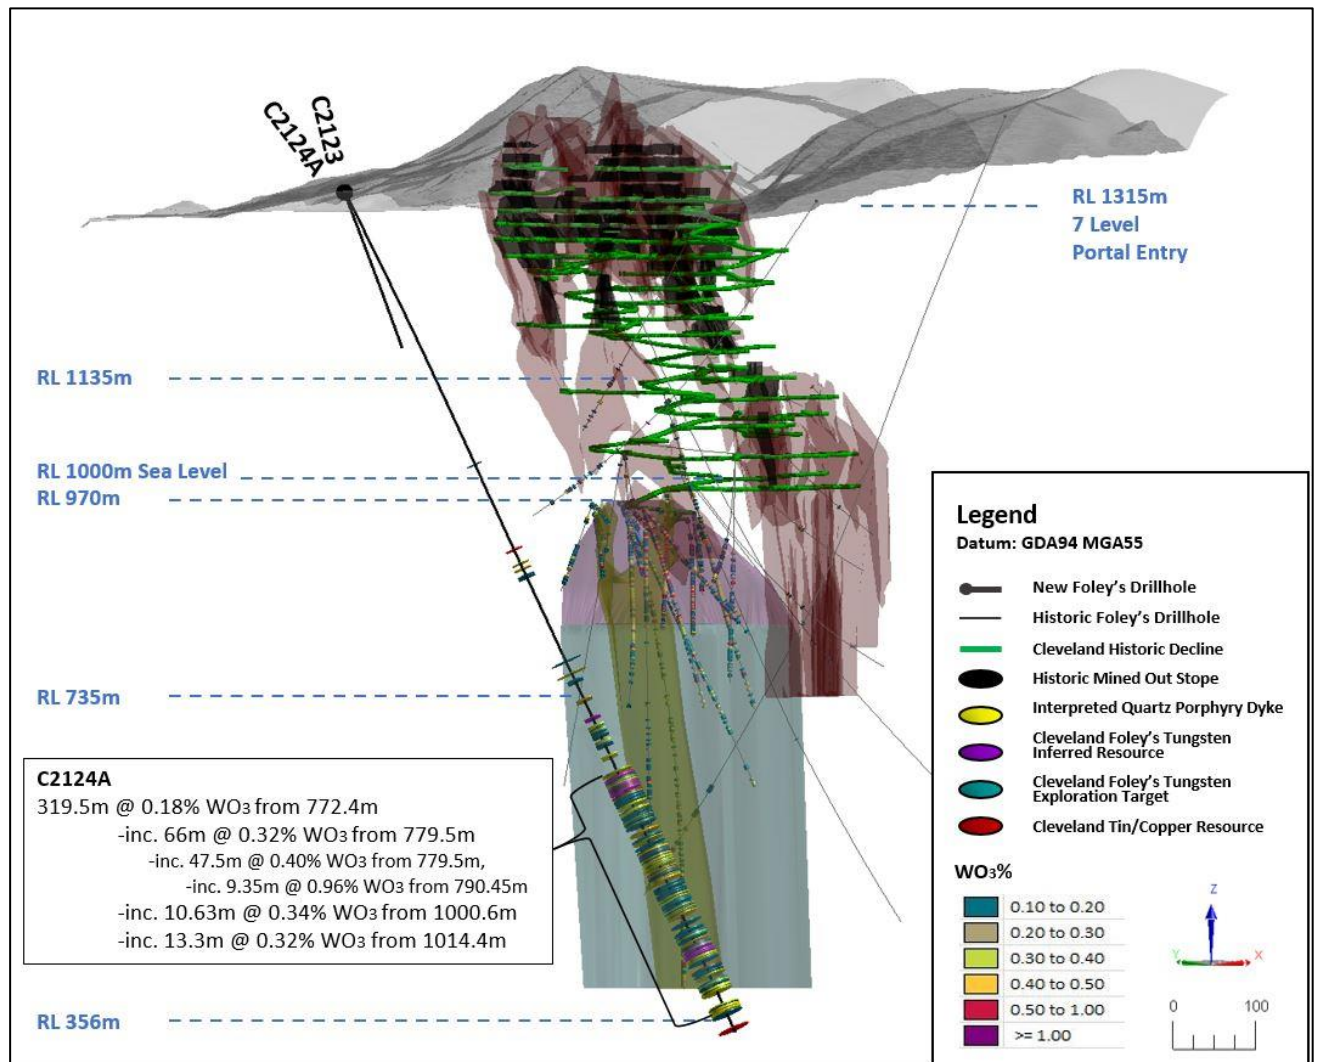 C2123
C2124A
RL 1315m
7 Level
Portal Entry
RL 1135m
RL 1000m Sea Level
RL 970m
RL 735m
C2124A
319.5m @ 0.18% WO3 from 772.4m
-inc. 66m @ 0.32% WO3 from 779.5m
-inc. 47.5m @ 0.40% WO3 from 779.5m,
-inc. 9.35m @ 0.96% WO3 from 790.45m
-inc. 10.63m @ 0.34% WO3 from 1000.6m
-inc. 13.3m @ 0.32% WO3 from 1014.4m
RL 356m
Legend
Datum: GDA94 MGA55
New Foley's Drillhole
Historic Foley's Drillhole
Cleveland Historic Decline
Historic Mined Out Stope
Interpreted Quartz Porphyry Dyke
Cleveland Foley's Tungsten
Inferred Resource
Cleveland Foley's Tungsten
Exploration Target
Cleveland Tin/Copper Resource
WO3%
0.10 to 0.20
0.20 to 0.30
0.30 to 0.40
0.40 to 0.50
0.50 to 1.00
>= 1.00
Z
Y
X
0 100